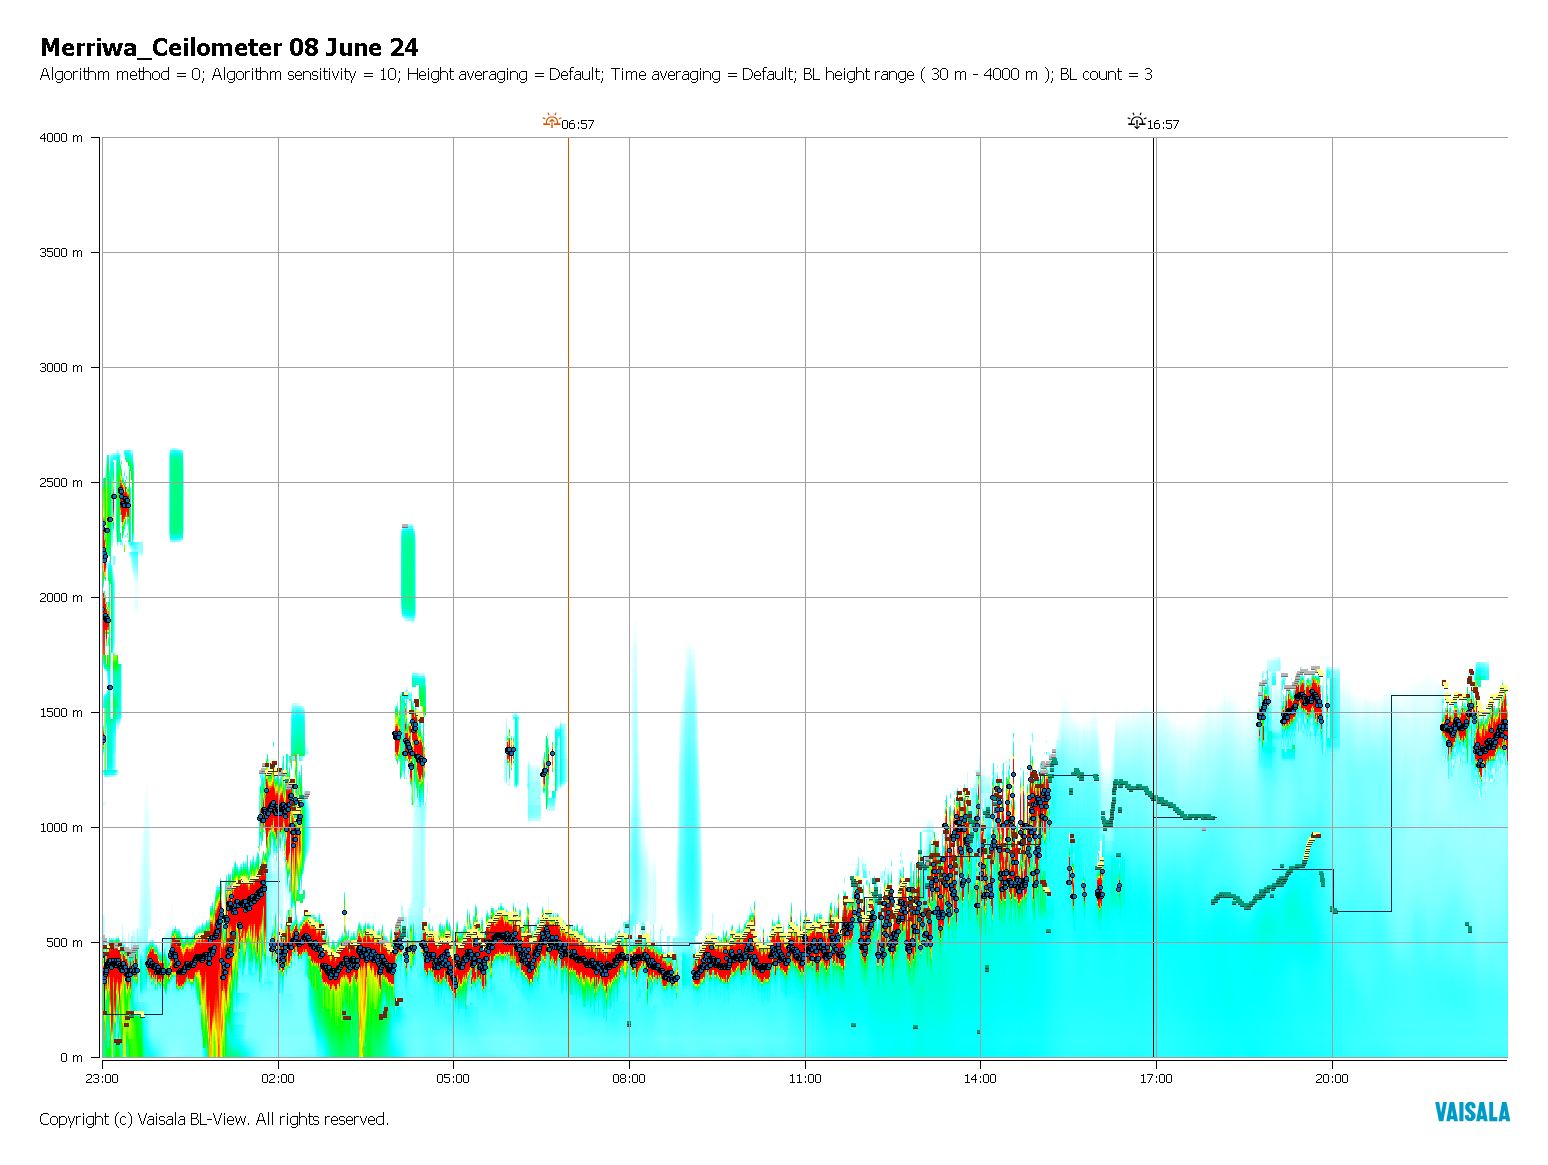 Merriwa_Ceilometer 08 June 24
Algorithm method = 0; Algorithm sensitivity = 10; Height averaging = Default; Time averaging = Default; BL height range ( 30 m - 4000 m ); BL count = 3
06:57 16:57
4000 m
3500 m
3000 m
2500 m
2000 m
1500 m
1000 m
500 m
0 m
23:00 02:00 05:00 08:00 11:00 14:00 17:00 20:00
Copyright (c) Vaisala BL-View. All rights reserved.
VAISALA